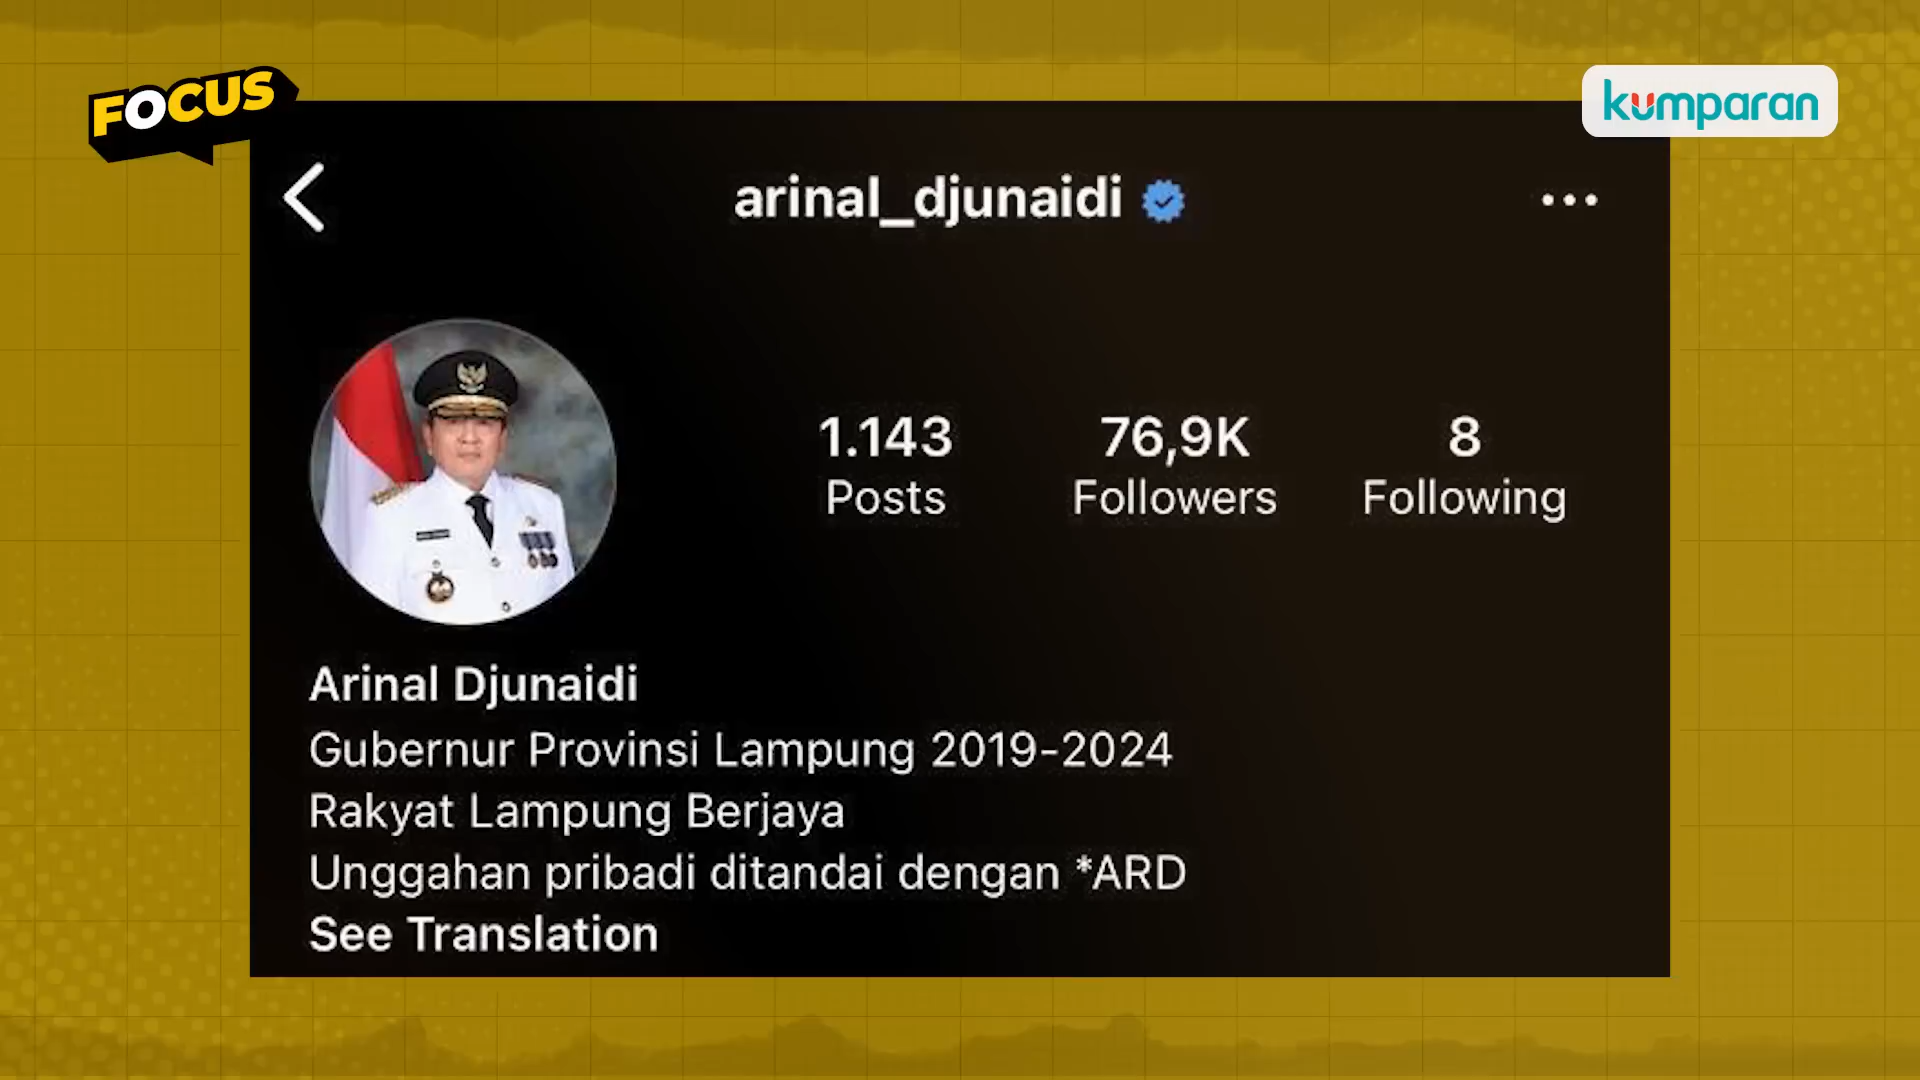 FOCUS
kumparan
arinal_djunaidi
1.143
Posts
76,9K
Followers
8
Following
Arinal Djunaidi
Gubernur Provinsi Lampung 2019-2024
Rakyat Lampung Berjaya
Unggahan pribadi ditandai dengan *ARD
See Translation